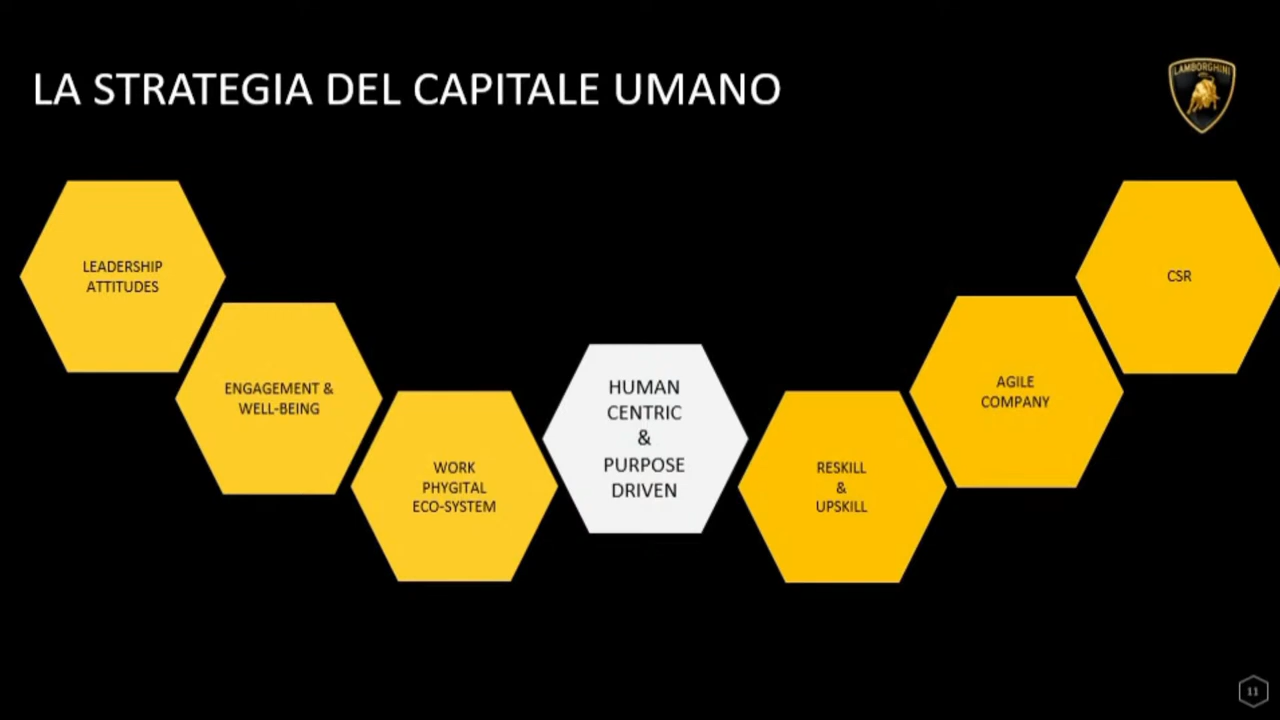 LA STRATEGIA DEL CAPITALE UMANO
LAMBORGHINI
LEADERSHIP
ATTITUDES
ENGAGEMENT &
WELL-BEING
WORK
PHYGITAL
ECO-SYSTEM
HUMAN
CENTRIC
&
PURPOSE
DRIVEN
RESKILL
&
UPSKILL
AGILE
COMPANY
CSR
11